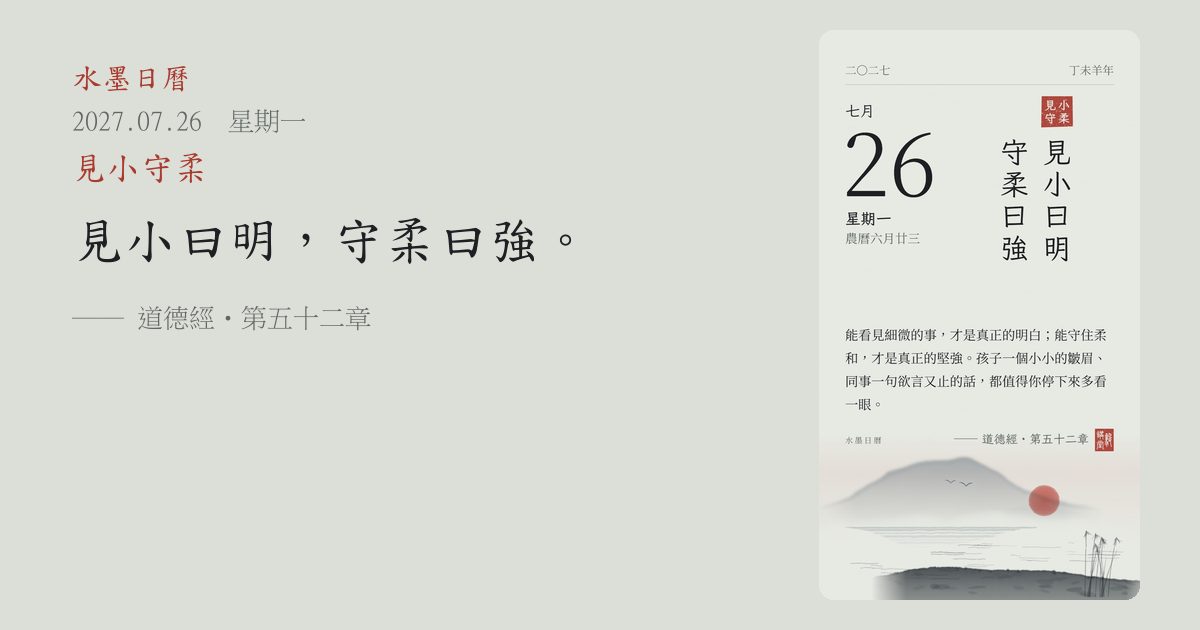 水墨日曆
2027.07.26 星期一
見小守柔
見小曰明，守柔曰強。
—— 道德經・第五十二章
二〇二七
丁未羊年
七月
26
星期一
農曆六月廿三
小柔
見守
見小曰明
守柔曰強
能看見細微的事，才是真正的明白；能守住柔
和，才是真正的堅強。孩子一個小小的皺眉、
同事一句欲言又止的話，都值得你停下來多看
一眼。
水墨日曆
—— 道德經・第五十二章